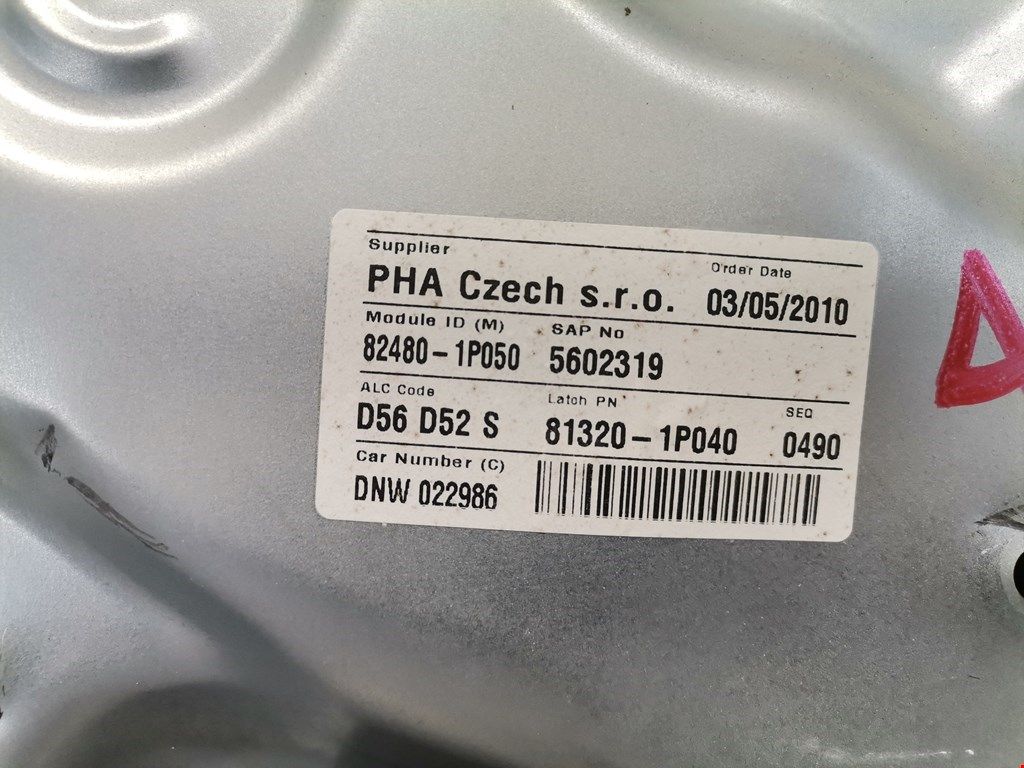 Supplier
Order Date
PHA Czech s.r.o. 03/05/2010
Module ID (M) SAP No
82480-1P050 5602319
ALC Code Latch PN SEQ
D56 D52 S 81320-1P040 0490
Car Number (C)
DNW 022986